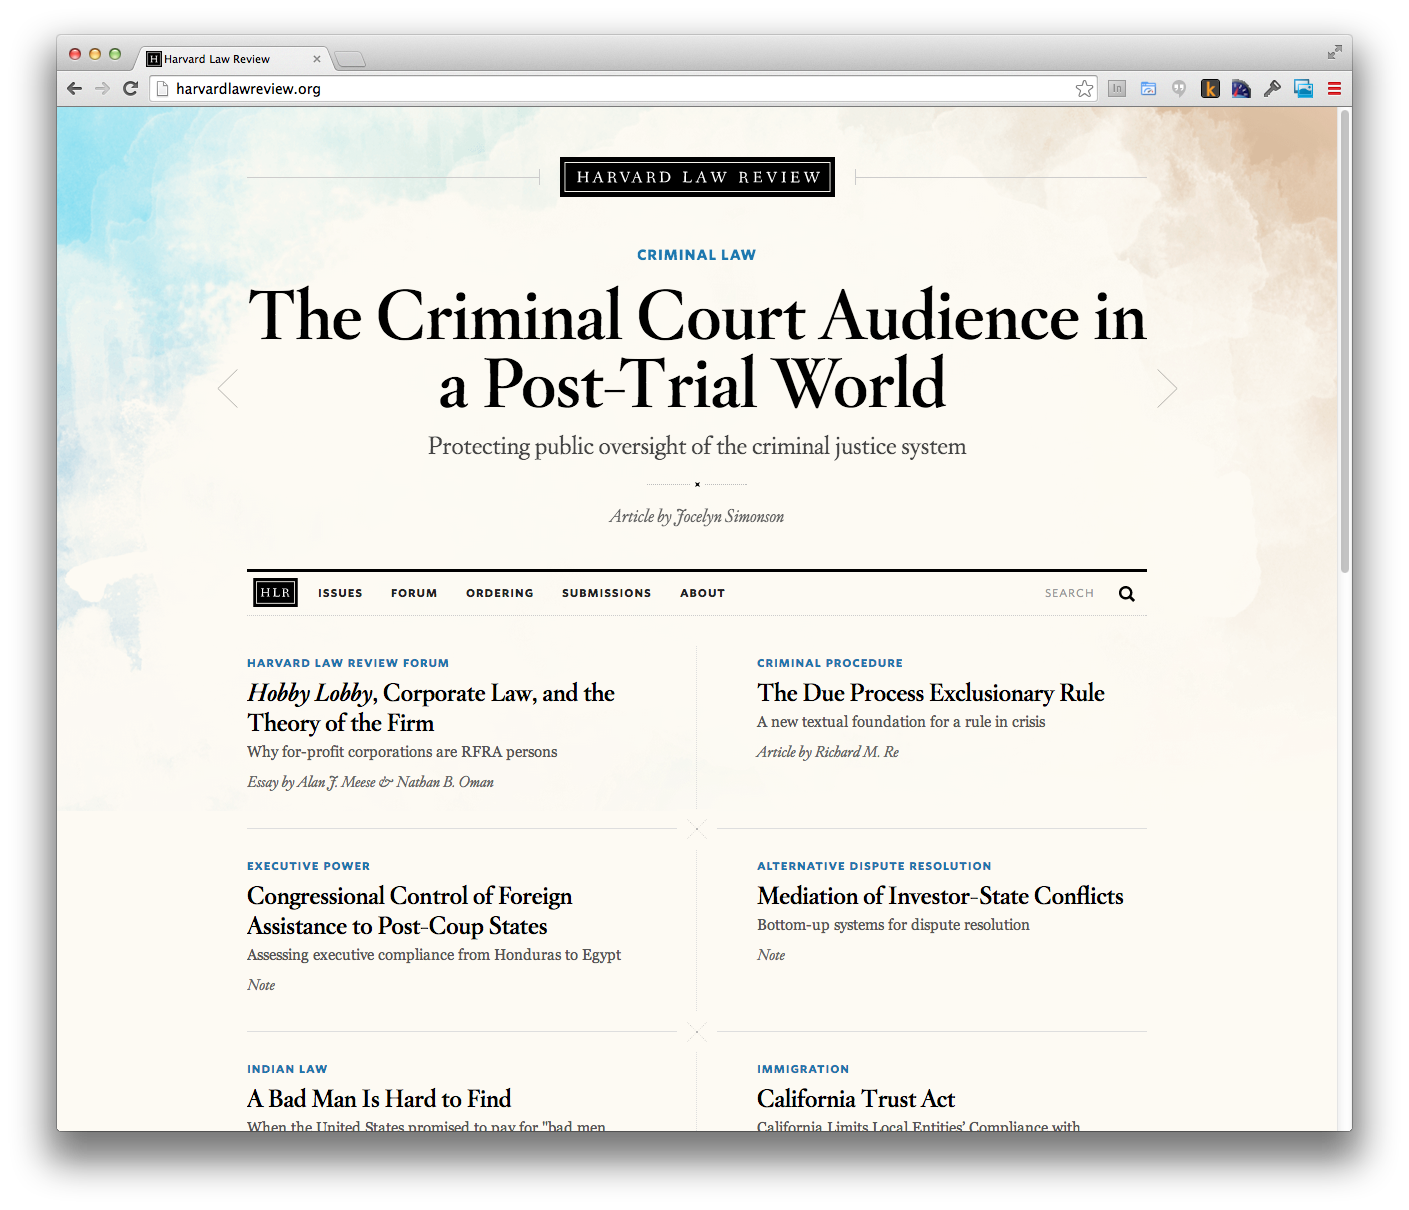 Harvard Law Review
harvardlawreview.org
HARVARD LAW REVIEW
CRIMINAL LAW
The Criminal Court Audience in
a Post-Trial World
Protecting public oversight of the criminal justice system
Article by Jocelyn Simonson
HLR ISSUES FORUM ORDERING SUBMISSIONS ABOUT SEARCH
HARVARD LAW REVIEW FORUM
Hobby Lobby, Corporate Law, and the
Theory of the Firm
Why for-profit corporations are RFRA persons
Essay by Alan J. Meese & Nathan B. Oman
CRIMINAL PROCEDURE
The Due Process Exclusionary Rule
A new textual foundation for a rule in crisis
Article by Richard M. Re
EXECUTIVE POWER
Congressional Control of Foreign
Assistance to Post-Coup States
Assessing executive compliance from Honduras to Egypt
Note
ALTERNATIVE DISPUTE RESOLUTION
Mediation of Investor-State Conflicts
Bottom-up systems for dispute resolution
Note
INDIAN LAW
A Bad Man Is Hard to Find
When the United States promised to pay for "bad men
IMMIGRATION
California Trust Act
California Limits Local Entities' Compliance with